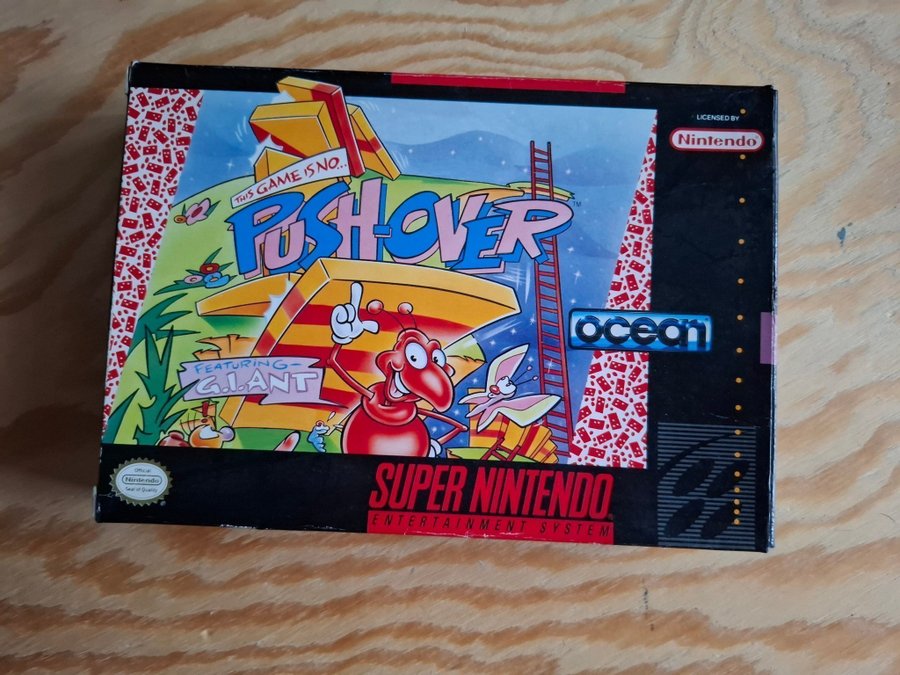 LICENSED BY
Nintendo
THIS GAME IS NO...
PUSH-OVER™
ocean
FEATURING-
G.I.ANT
Official
Nintendo
Seal of Quality
SUPER NINTENDO
ENTERTAINMENT SYSTEM